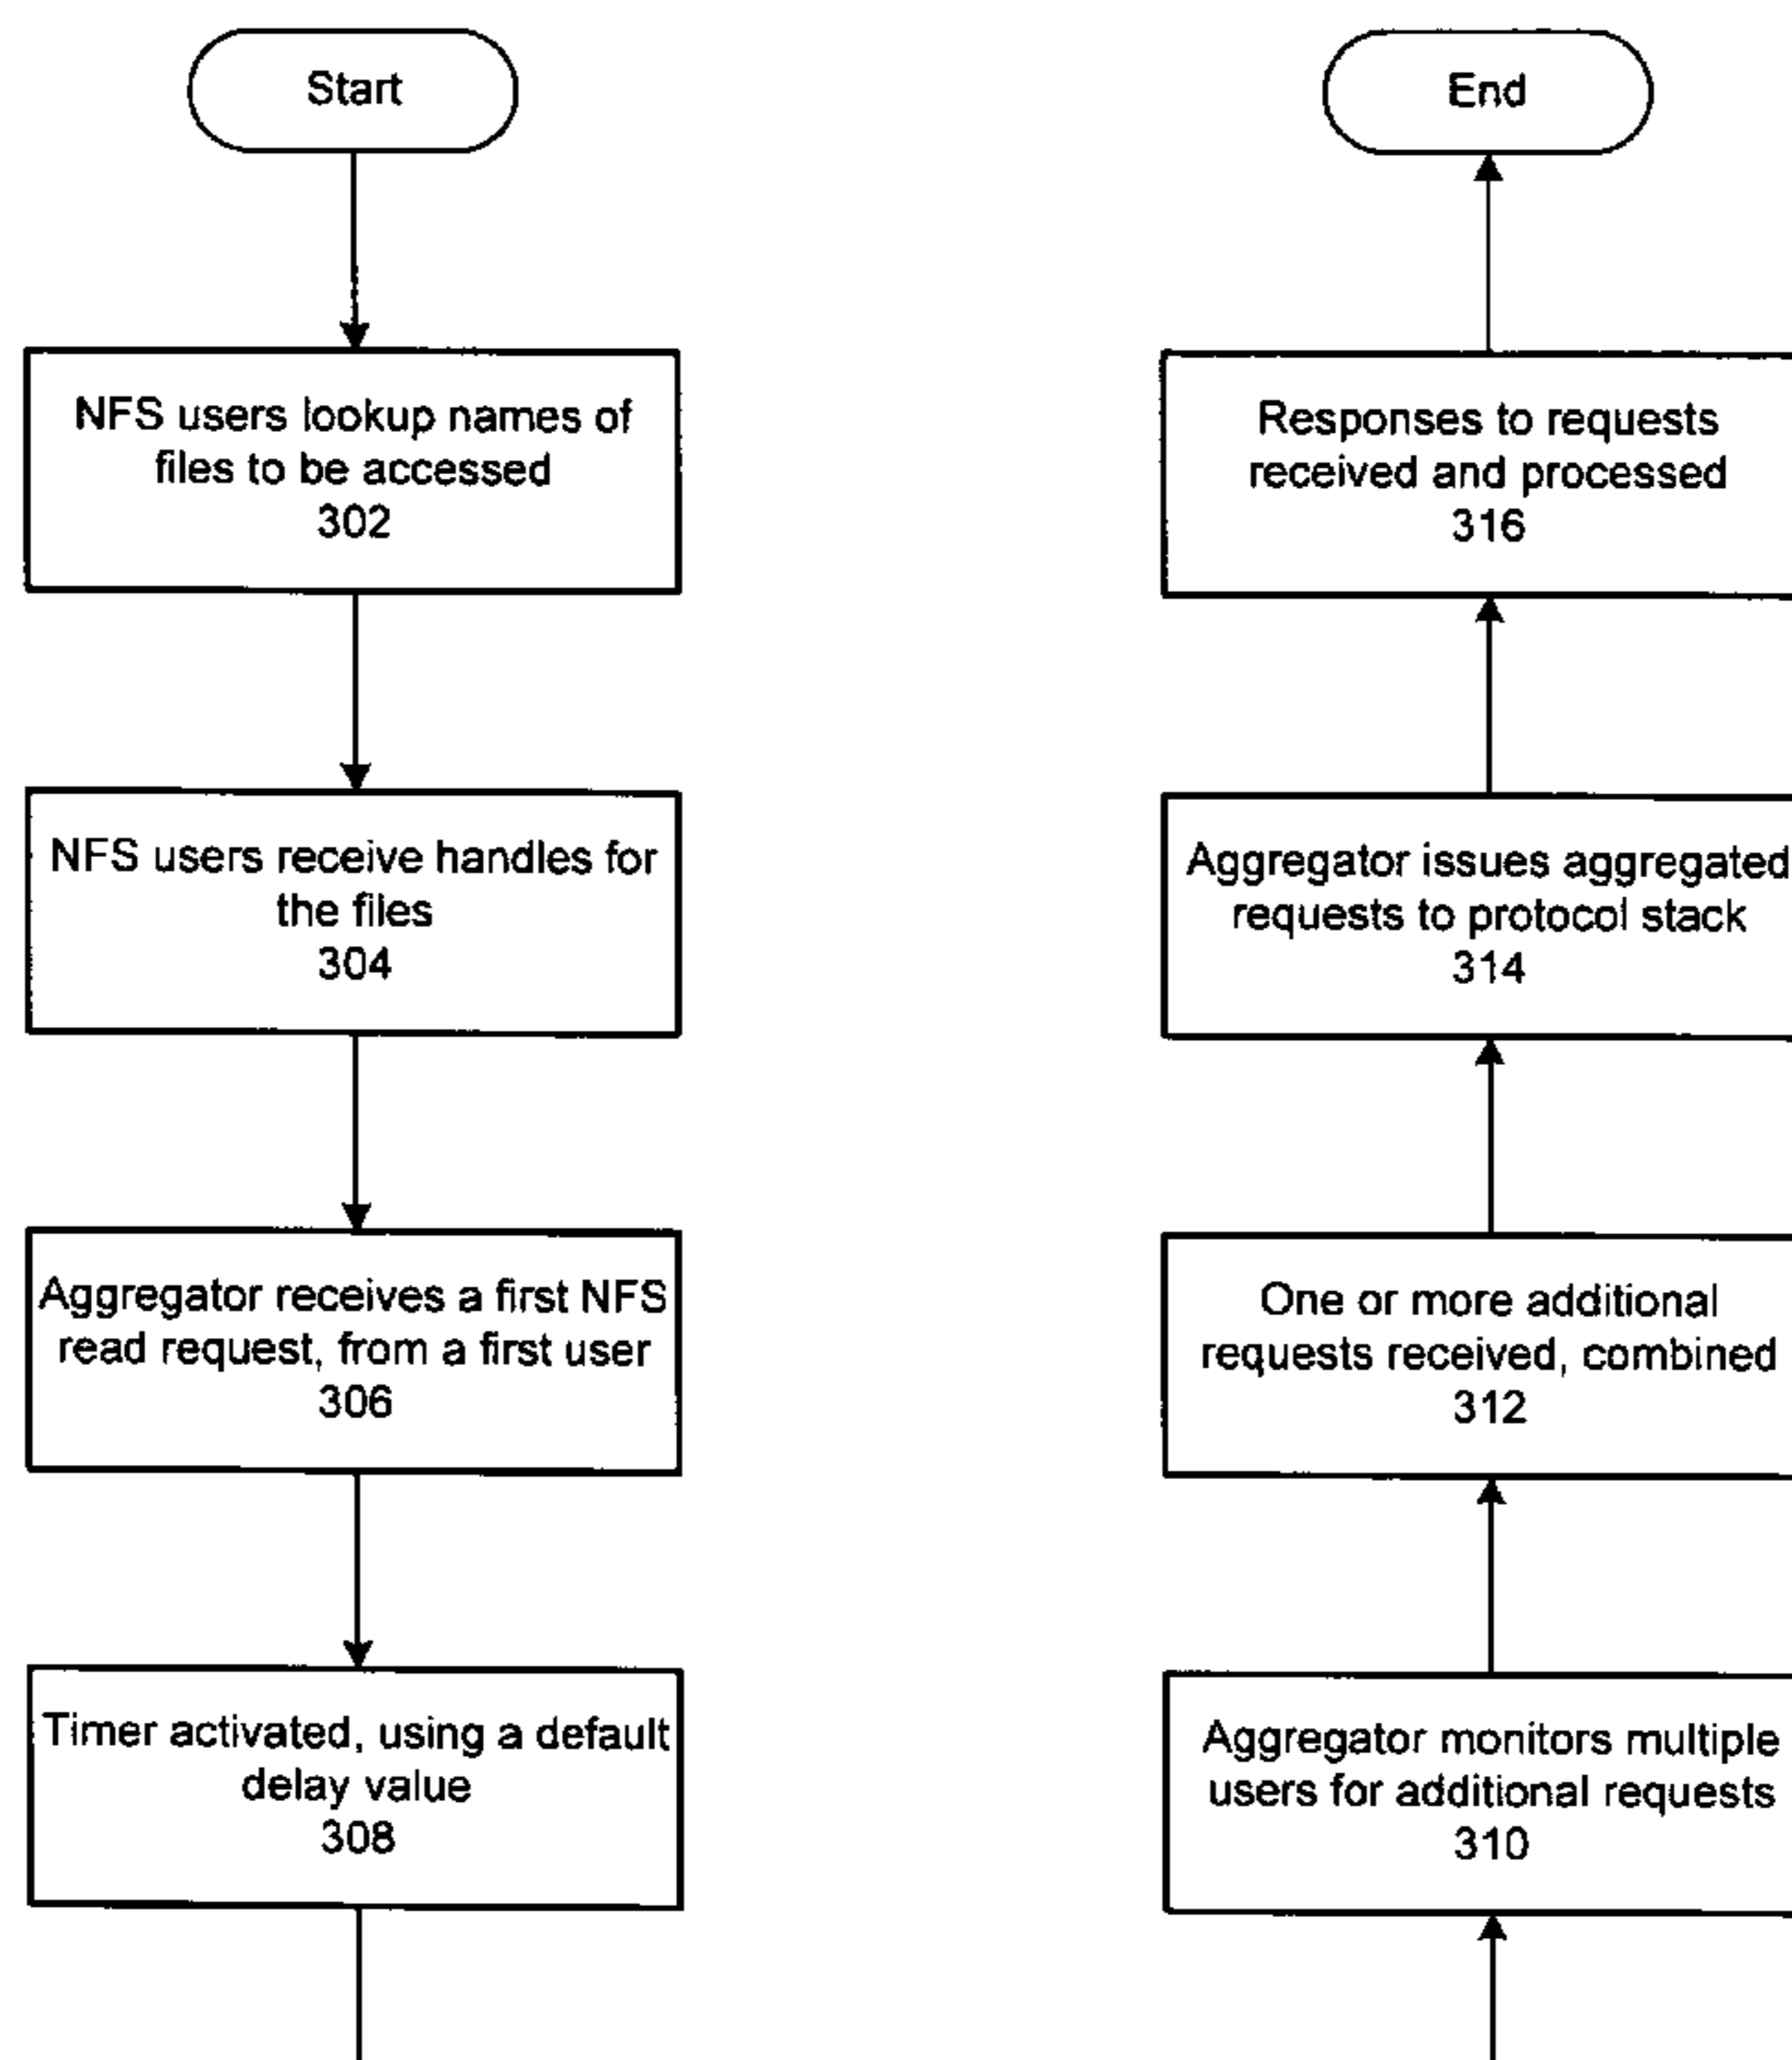 Start
NFS users lookup names of
files to be accessed
302
NFS users receive handles for
the files
304
Aggregator receives a first NFS
read request, from a first user
306
Timer activated, using a default
delay value
308
End
Responses to requests
received and processed
316
Aggregator issues aggregated
requests to protocol stack
314
One or more additional
requests received, combined
312
Aggregator monitors multiple
users for additional requests
310